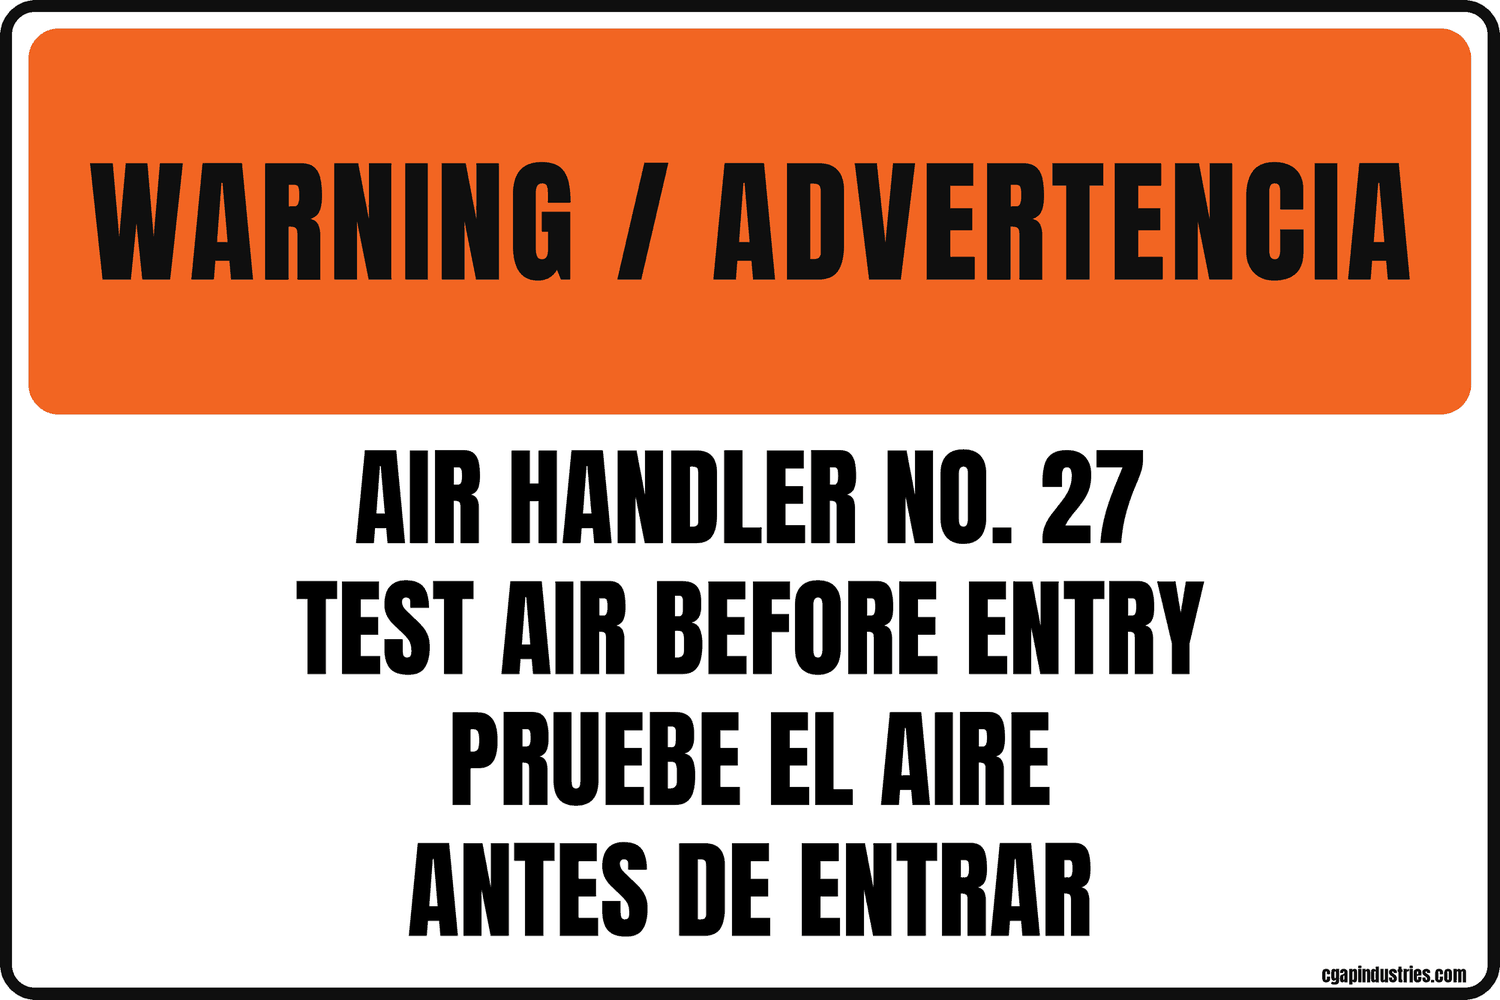 WARNING / ADVERTENCIA
AIR HANDLER NO. 27
TEST AIR BEFORE ENTRY
PRUEBE EL AIRE
ANTES DE ENTRAR
cgapindustries.com